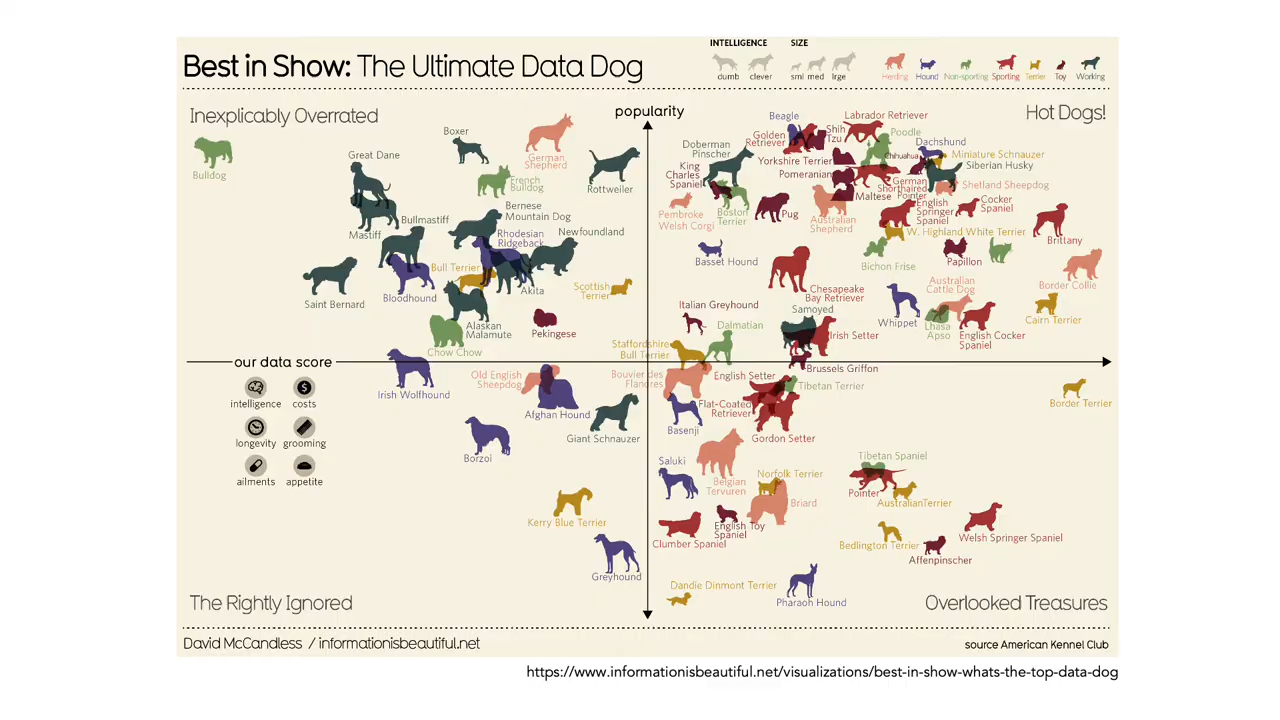 Best in Show: The Ultimate Data Dog
INTELLIGENCE
dumb
clever
SIZE
sml
med
lrge
Herding
Hound
Non-sporting
Sporting
Terrier
Toy
Working
Inexplicably Overrated
popularity
Hot Dogs!
Bulldog
Great Dane
Boxer
German
Shepherd
French
Bulldog
Rottweiler
Mastiff
Bullmastiff
Bernese
Mountain Dog
Rhodesian
Ridgeback
Newfoundland
Saint Bernard
Bloodhound
Bull Terrier
Akita
Scottish
Terrier
Alaskan
Malamute
Pekingese
Chow Chow
Doberman
Pinscher
King
Charles
Spaniel
Beagle
Golden
Retriever
Shih
Tzu
Labrador Retriever
Poodle
Yorkshire Terrier
Pomeranian
Chihuahua
Dachshund
Miniature Schnauzer
Siberian Husky
German
Shorthaired
Pointer
Maltese
Shetland Sheepdog
Pembroke
Welsh Corgi
Boston
Terrier
Pug
Australian
Shepherd
English
Springer
Spaniel
Cocker
Spaniel
W. Highland White Terrier
Brittany
Basset Hound
Bichon Frise
Papillon
Chesapeake
Bay Retriever
Border Collie
Australian
Cattle Dog
Whippet
Lhasa
Apso
English Cocker
Spaniel
Cairn Terrier
Italian Greyhound
Dalmatian
Samoyed
Irish Setter
Staffordshire
Bull Terrier
Brussels Griffon
our data score
intelligence
costs
longevity
grooming
ailments
appetite
Irish Wolfhound
Old English
Sheepdog
Afghan Hound
Giant Schnauzer
Borzoi
Kerry Blue Terrier
Greyhound
Bouvier des
Flandres
English Setter
Tibetan Terrier
Border Terrier
Basenji
Flat-Coated
Retriever
Gordon Setter
Saluki
Belgian
Tervuren
Norfolk Terrier
Briard
Tibetan Spaniel
Pointer
AustralianTerrier
Clumber Spaniel
English Toy
Spaniel
Bedlington Terrier
Welsh Springer Spaniel
Affenpinscher
Dandie Dinmont Terrier
Pharaoh Hound
The Rightly Ignored
Overlooked Treasures
David McCandless / informationisbeautiful.net
source American Kennel Club
https://www.informationisbeautiful.net/visualizations/best-in-show-whats-the-top-data-dog